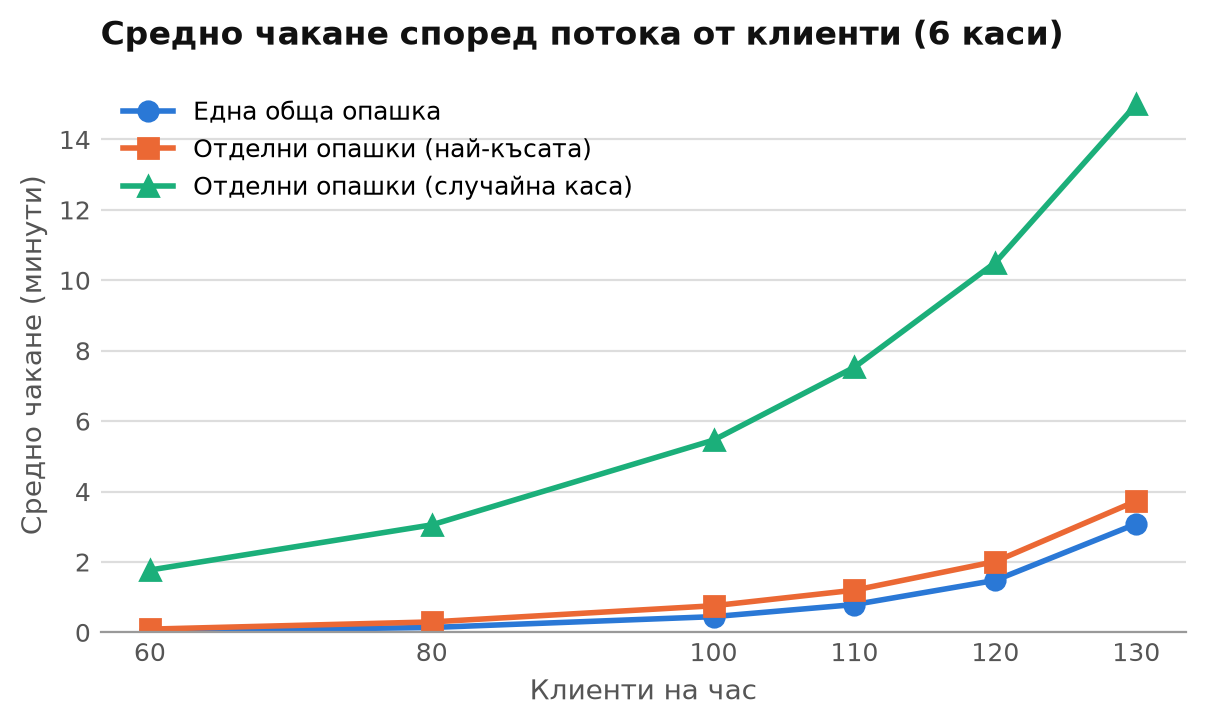 Средно чакане според потока от клиенти (6 каси)
Една обща опашка
Отделни опашки (най-късата)
Отделни опашки (случайна каса)
Средно чакане (минути)
14
12
10
8
6
4
2
0
60 80 100 110 120 130
Клиенти на час